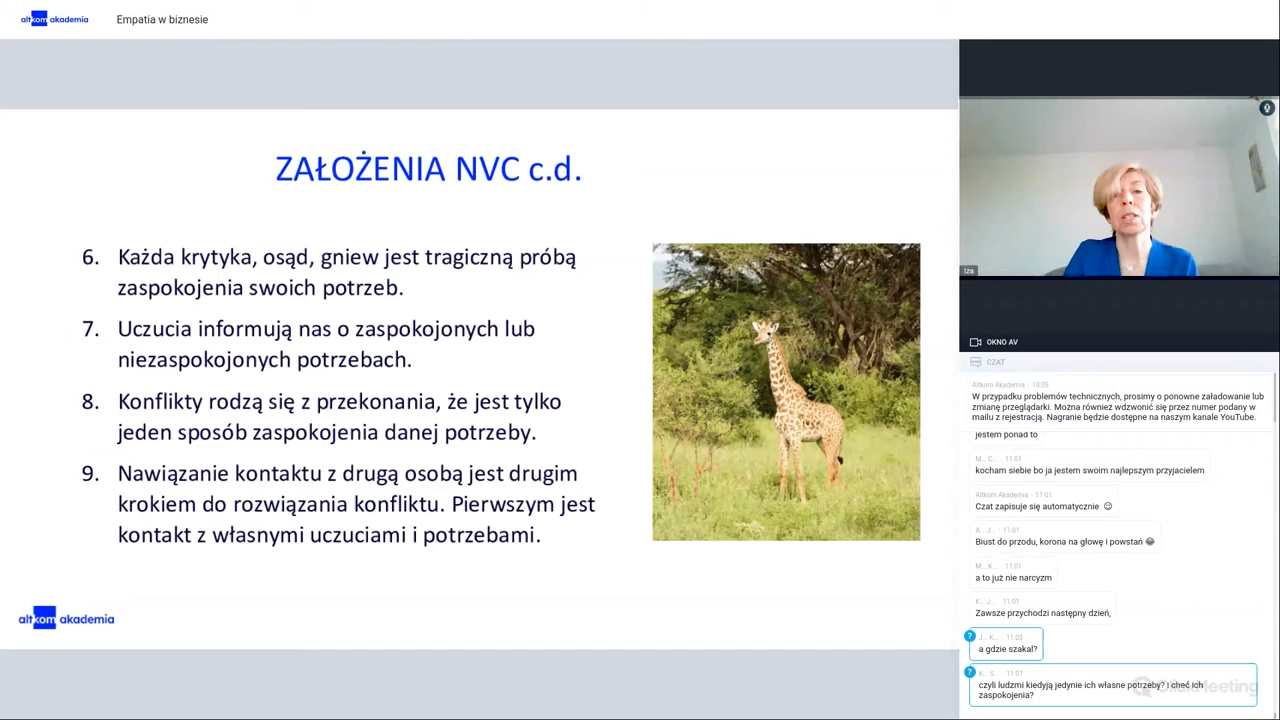 altkom akademia
Empatia w biznesie
ZAŁOŻENIA NVC c.d.
6. Każda krytyka, osąd, gniew jest tragiczną próbą
zaspokojenia swoich potrzeb.
7. Uczucia informują nas o zaspokojonych lub
niezaspokojonych potrzebach.
8. Konflikty rodzą się z przekonania, że jest tylko
jeden sposób zaspokojenia danej potrzeby.
9. Nawiązanie kontaktu z drugą osobą jest drugim
krokiem do rozwiązania konfliktu. Pierwszym jest
kontakt z własnymi uczuciami i potrzebami.
altkom akademia
Iza
OKNO AV
CZAT
Altkom Akademia 10:05
W przypadku problemów technicznych, prosimy o ponowne załadowanie lub
zmianę przeglądarki. Można również wdzwonić się przez numer podany w
mailu z rejestracją. Nagranie będzie dostępne na naszym kanale YouTube.
jestem ponad to
M... C... 11:01
kocham siebie bo ja jestem swoim najlepszym przyjacielem
Altkom Akademia 11:01
Czat zapisuje się automatycznie 😉
A... J... 11:01
Biust do przodu, korona na głowę i powstań 😂
M... K... 11:01
a to już nie narcyzm
K... J... 11:01
Zawsze przychodzi następny dzień,
? J... K... 11:03
a gdzie szakal?
? K... S... 11:07
czyli ludzmi kiedyją jedynie ich własne potrzeby? i chęć ich
zaspokojenia?
ClickMeeting